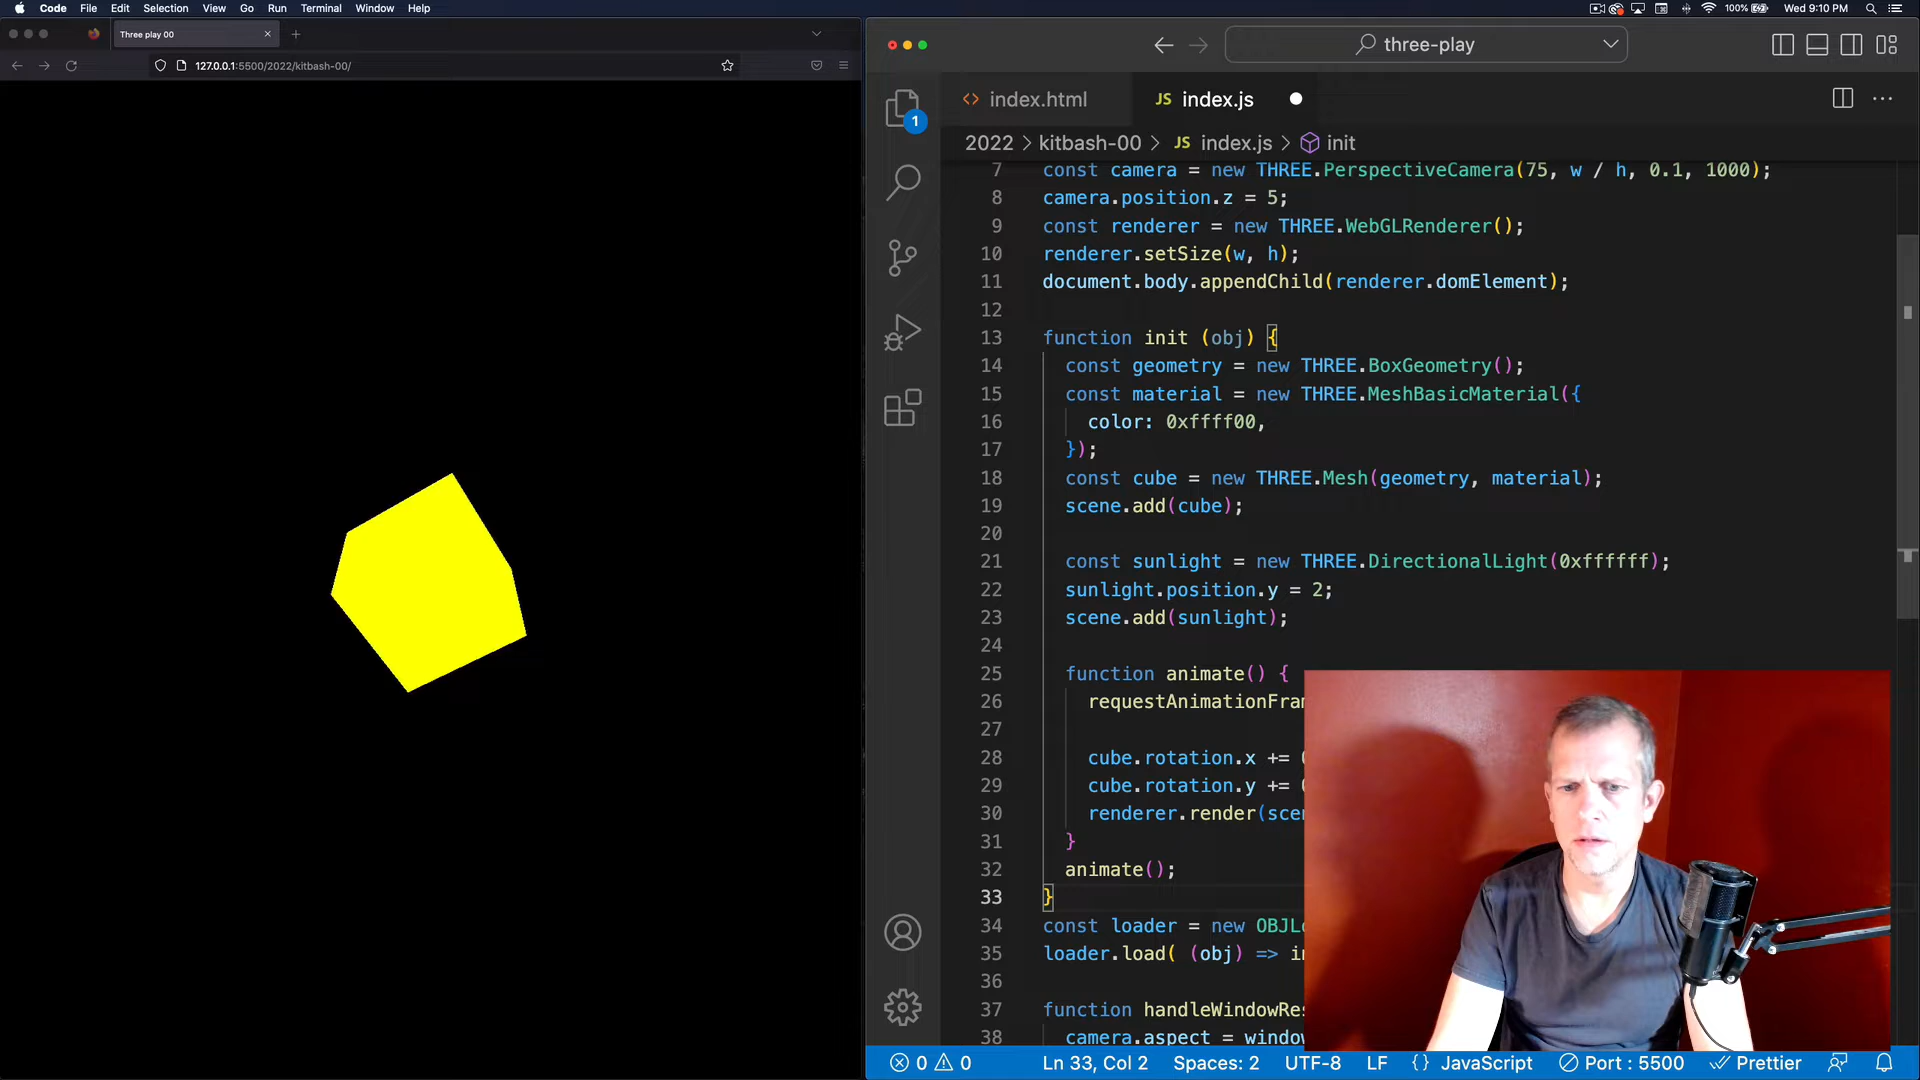 Code File Edit Selection View Go Run Terminal Window Help
100% Wed 9:10 PM
Three play 00
127.0.0.1:5500/2022/kitbash-00/
three-play
1
index.html
JS index.js
2022 > kitbash-00 > JS index.js > init
7 const camera = new THREE.PerspectiveCamera(75, w / h, 0.1, 1000);
8 camera.position.z = 5;
9 const renderer = new THREE.WebGLRenderer();
10 renderer.setSize(w, h);
11 document.body.appendChild(renderer.domElement);
12
13 function init (obj) {
14 const geometry = new THREE.BoxGeometry();
15 const material = new THREE.MeshBasicMaterial({
16 color: 0xffff00,
17 });
18 const cube = new THREE.Mesh(geometry, material);
19 scene.add(cube);
20
21 const sunlight = new THREE.DirectionalLight(0xffffff);
22 sunlight.position.y = 2;
23 scene.add(sunlight);
24
25 function animate() {
26 requestAnimationFra
27
28 cube.rotation.x +=
29 cube.rotation.y +=
30 renderer.render(sce
31 }
32 animate();
33 }
34 const loader = new OBJL
35 loader.load( (obj) => i
36
37 function handleWindowRe
38 camera.aspect = windo
0 0 Ln 33, Col 2 Spaces: 2 UTF-8 LF {} JavaScript Port : 5500 Prettier